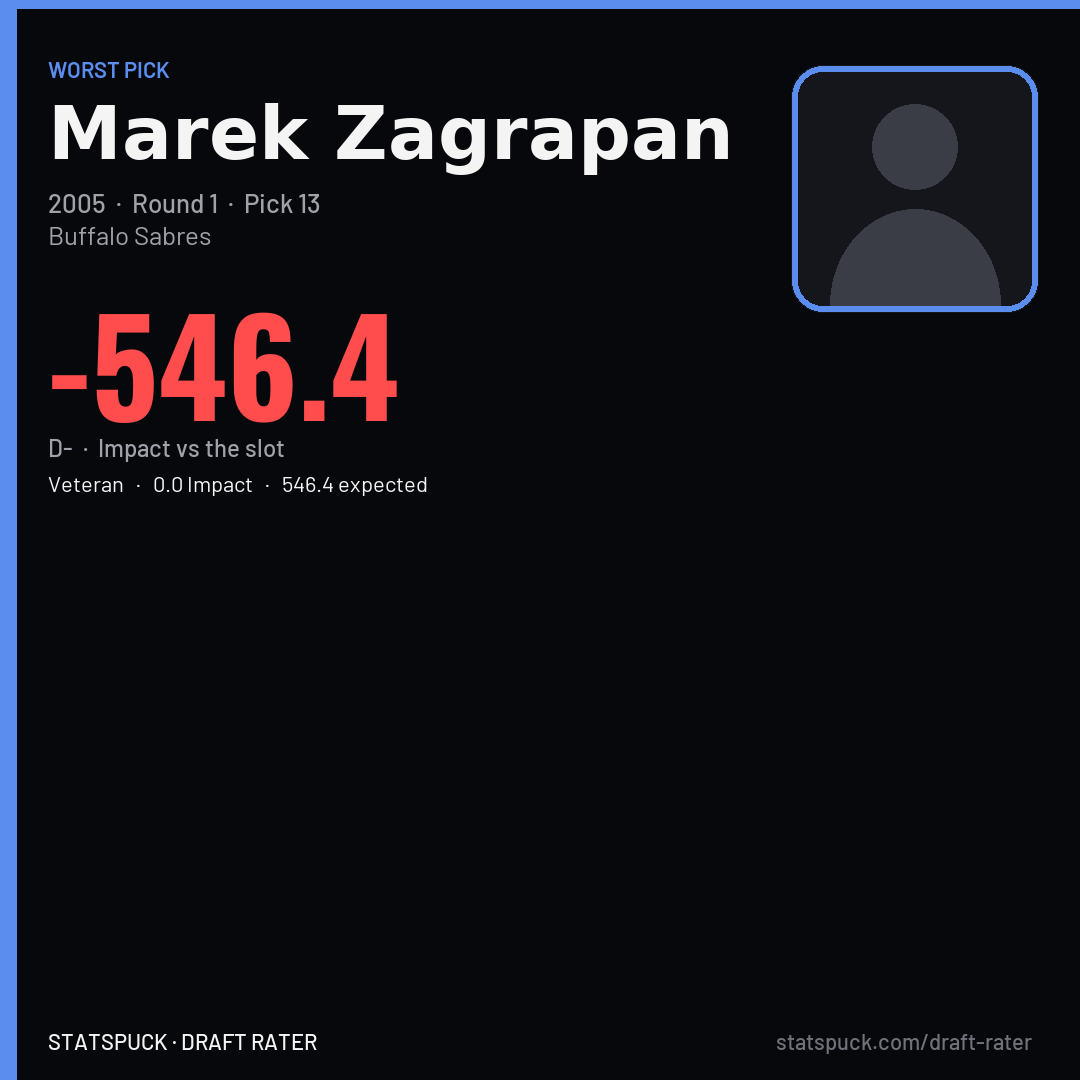 WORST PICK
Marek Zagrapan
2005 · Round 1 · Pick 13
Buffalo Sabres
-546.4
D- · Impact vs the slot
Veteran · 0.0 Impact · 546.4 expected
STATSPUCK · DRAFT RATER
statspuck.com/draft-rater